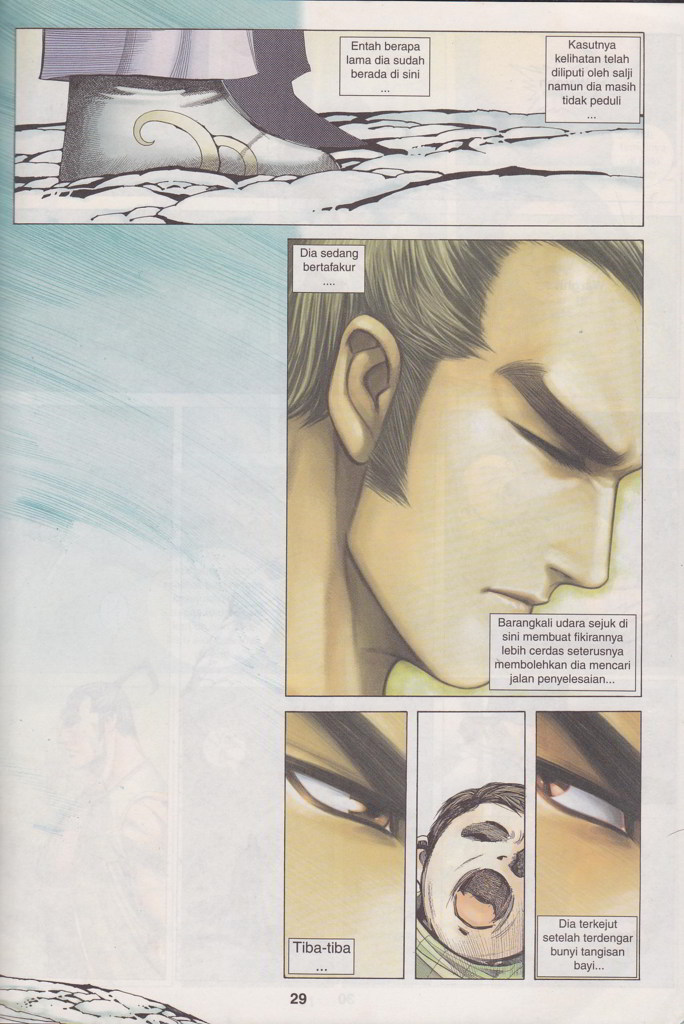 Entah berapa
lama dia sudah
berada di sini
...
Kasutnya
kelihatan telah
diliputi oleh salji
namun dia masih
tidak peduli
...
Dia sedang
bertafakur
....
Barangkali udara sejuk di
sini membuat fikirannya
lebih cerdas seterusnya
membolehkan dia mencari
jalan penyelesaian...
Tiba-tiba
...
Dia terkejut
setelah terdengar
bunyi tangisan
bayi...
29